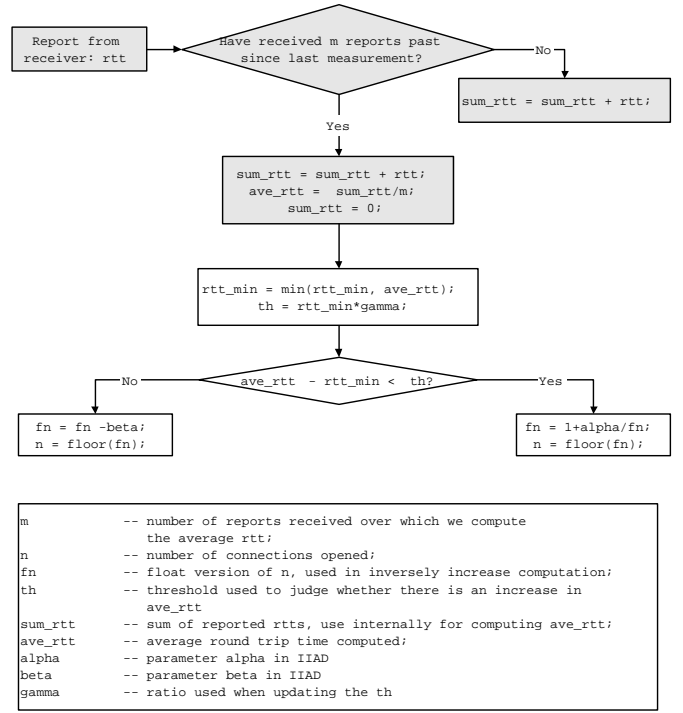 Report from
receiver: rtt
Have received m reports past
since last measurement?
No
sum_rtt = sum_rtt + rtt;
Yes
sum_rtt = sum_rtt + rtt;
ave_rtt = sum_rtt/m;
sum_rtt = 0;
rtt_min = min(rtt_min, ave_rtt);
th = rtt_min*gamma;
No
ave_rtt - rtt_min < th?
Yes
fn = fn -beta;
n = floor(fn);
fn = 1+alpha/fn;
n = floor(fn);
m -- number of reports received over which we compute
the average rtt;
n -- number of connections opened;
fn -- float version of n, used in inversely increase computation;
th -- threshold used to judge whether there is an increase in
ave_rtt
sum_rtt -- sum of reported rtts, use internally for computing ave_rtt;
ave_rtt -- average round trip time computed;
alpha -- parameter alpha in IIAD
beta -- parameter beta in IIAD
gamma -- ratio used when updating the th